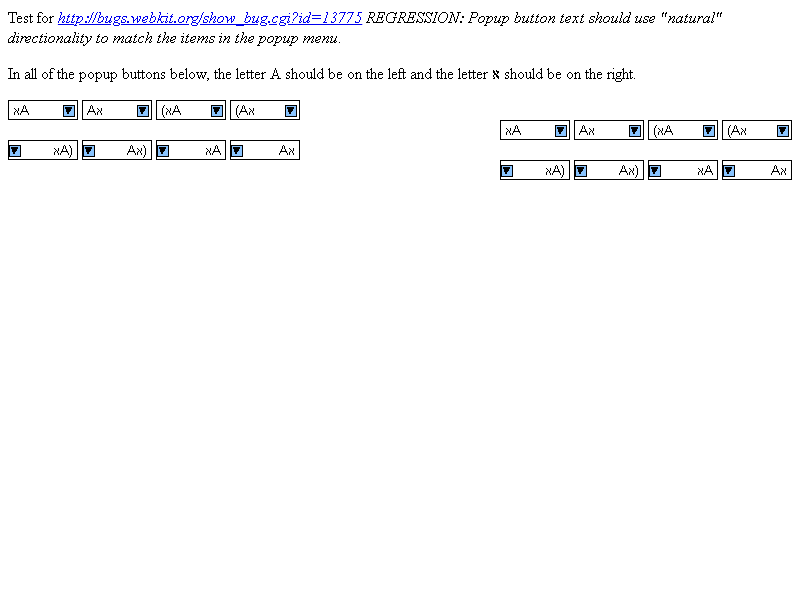 Test for http://bugs.webkit.org/show_bug.cgi?id=13775 REGRESSION: Popup button text should use "natural"
directionality to match the items in the popup menu.
In all of the popup buttons below, the letter A should be on the left and the letter א should be on the right.
אA Aא (אA (Aא
אA Aא (אA (Aא
אA) Aא) אA Aא
אA) Aא) אA Aא